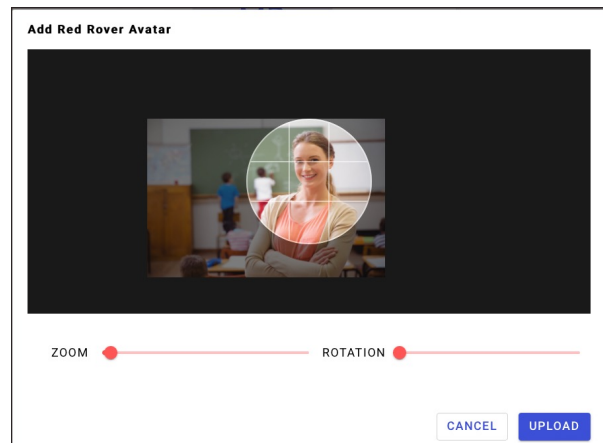 Add Red Rover Avatar
ZOOM
ROTATION
CANCEL
UPLOAD